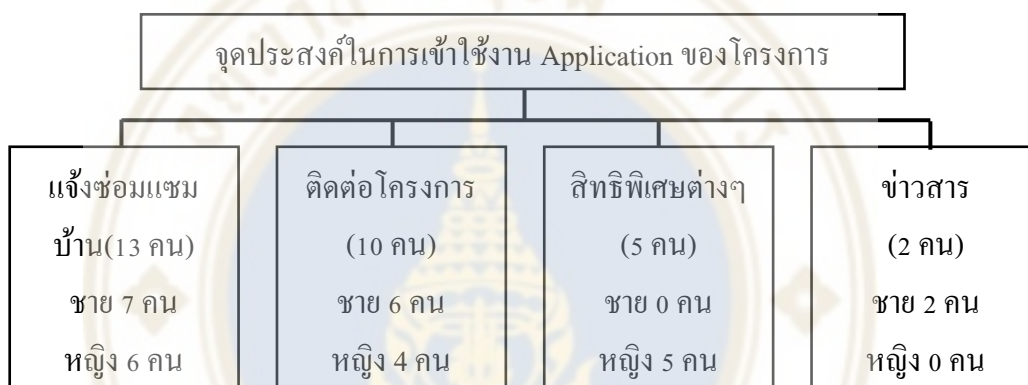 จุดประสงค์ในการเข้าใช้งาน Application ของโครงการ
แจ้งซ่อมแซม
บ้าน(13 คน)
ชาย 7 คน
หญิง 6 คน
ติดต่อโครงการ
(10 คน)
ชาย 6 คน
หญิง 4 คน
สิทธิพิเศษต่างๆ
(5 คน)
ชาย 0 คน
หญิง 5 คน
ข่าวสาร
(2 คน)
ชาย 2 คน
หญิง 0 คน